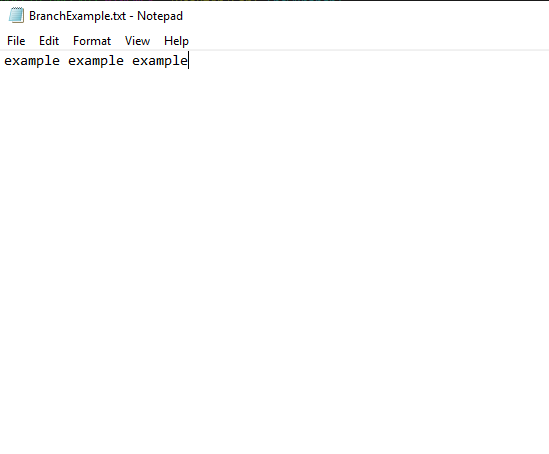 BranchExample.txt - Notepad
File Edit Format View Help
example example example